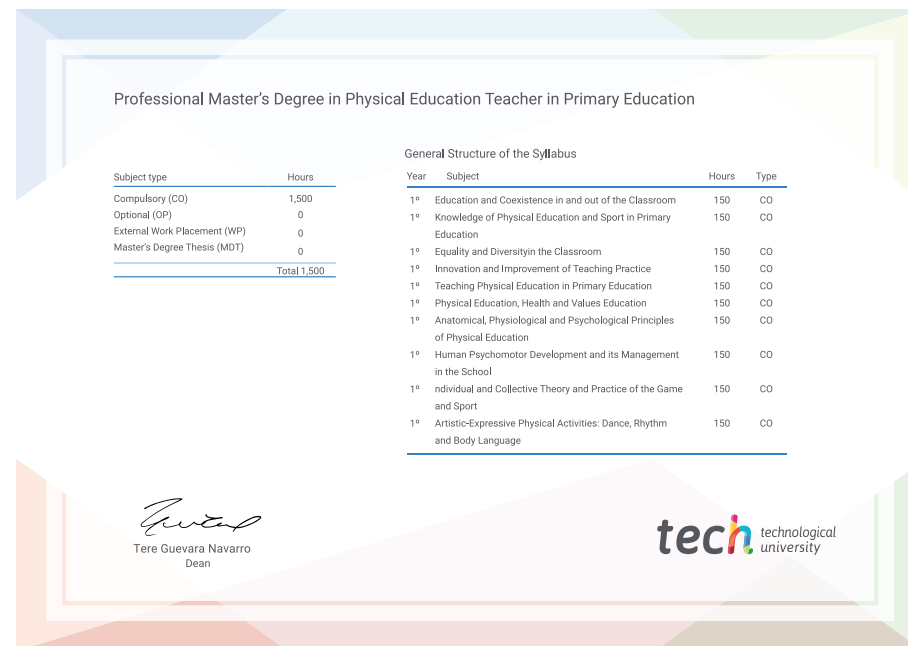 Professional Master's Degree in Physical Education Teacher in Primary Education
Subject type Hours
Compulsory (CO) 1,500
Optional (OP) 0
External Work Placement (WP) 0
Master's Degree Thesis (MDT) 0
Total 1,500
General Structure of the Syllabus
Year Subject Hours Type
1º Education and Coexistence in and out of the Classroom 150 CO
1º Knowledge of Physical Education and Sport in Primary 150 CO
Education
1º Equality and Diversityin the Classroom 150 CO
1º Innovation and Improvement of Teaching Practice 150 CO
1º Teaching Physical Education in Primary Education 150 CO
1º Physical Education, Health and Values Education 150 CO
1º Anatomical, Physiological and Psychological Principles 150 CO
of Physical Education
1º Human Psychomotor Development and its Management 150 CO
in the School
1º ndividual and Collective Theory and Practice of the Game 150 CO
and Sport
1º Artistic-Expressive Physical Activities: Dance, Rhythm 150 CO
and Body Language
Tere Guevara Navarro
Dean
tech technological
university